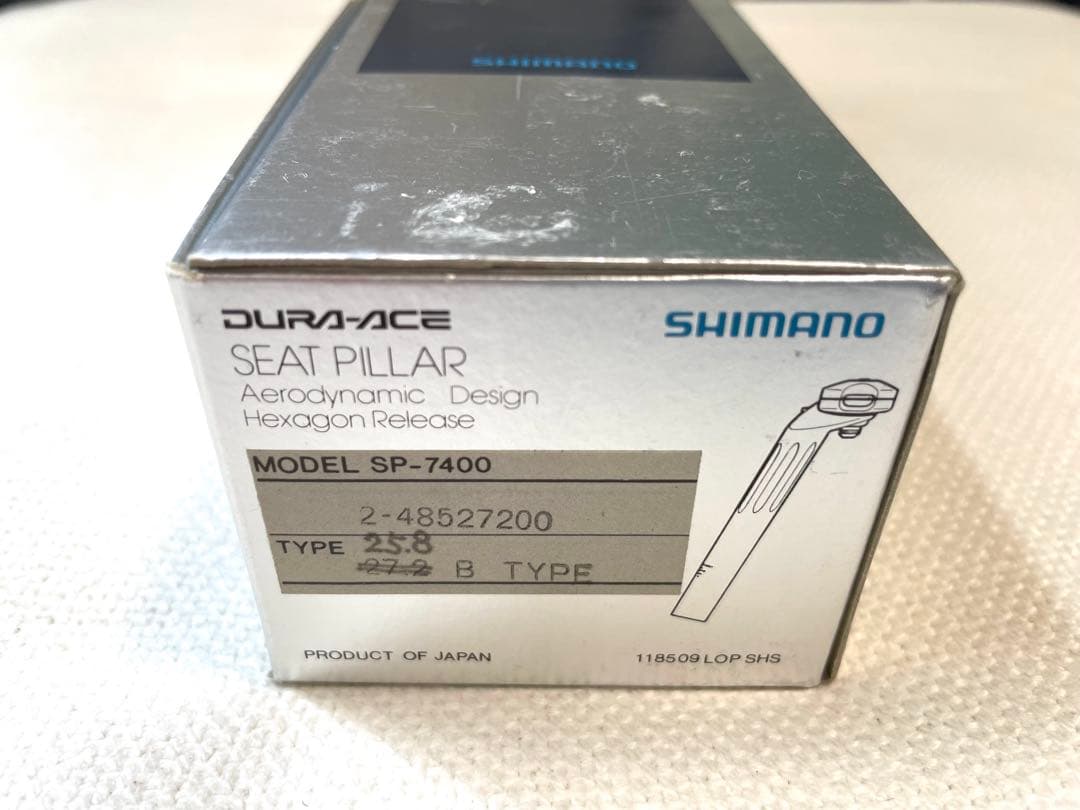 SHIMANO
DURA-ACE
SHIMANO
SEAT PILLAR
Aerodynamic Design
Hexagon Release
MODEL SP-7400
2-48527200
TYPE 25.8
27.2 B TYPE
PRODUCT OF JAPAN
118509 LOP SHS